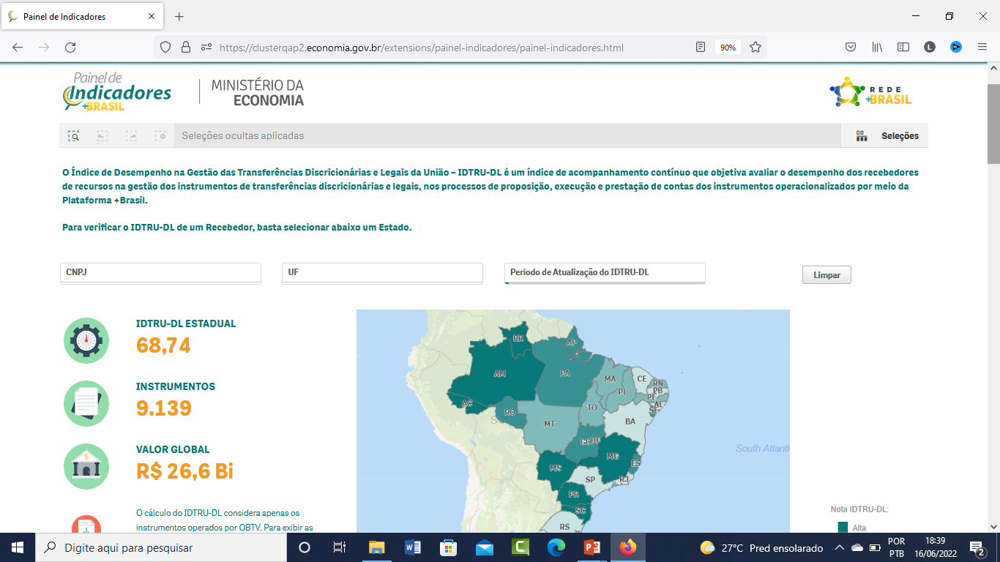 Painel de Indicadores
https://clusterqap2.economia.gov.br/extensions/painel-indicadores/painel-indicadores.html
90%
L
Painel de
Indicadores
+BRASIL
MINISTÉRIO DA
ECONOMIA
REDE
+BRASIL
Seleções ocultas aplicadas
Seleções
O Índice de Desempenho na Gestão das Transferências Discricionárias e Legais da União – IDTRU-DL é um índice de acompanhamento contínuo que objetiva avaliar o desempenho dos recebedores
de recursos na gestão dos instrumentos de transferências discricionárias e legais, nos processos de proposição, execução e prestação de contas dos instrumentos operacionalizados por meio da
Plataforma +Brasil.
Para verificar o IDTRU-DL de um Recebedor, basta selecionar abaixo um Estado.
CNPJ
UF
Período de Atualização do IDTRU-DL
Limpar
IDTRU-DL ESTADUAL
68,74
INSTRUMENTOS
9.139
VALOR GLOBAL
R$ 26,6 Bi
O cálculo do IDTRU-DL considera apenas os
instrumentos operados por OBTV. Para exibir as
RR
AP
AM
PA
MA
CE
RN
PB
PE
PI
AL
SE
AC
RO
TO
MT
BA
GO
DF
MG
ES
MS
SP
RJ
PR
SC
RS
South Atlanti
Nota IDTRU-DL:
Alta
Digite aqui para pesquisar
27°C Pred ensolarado
POR
PTB
18:39
16/06/2022
2